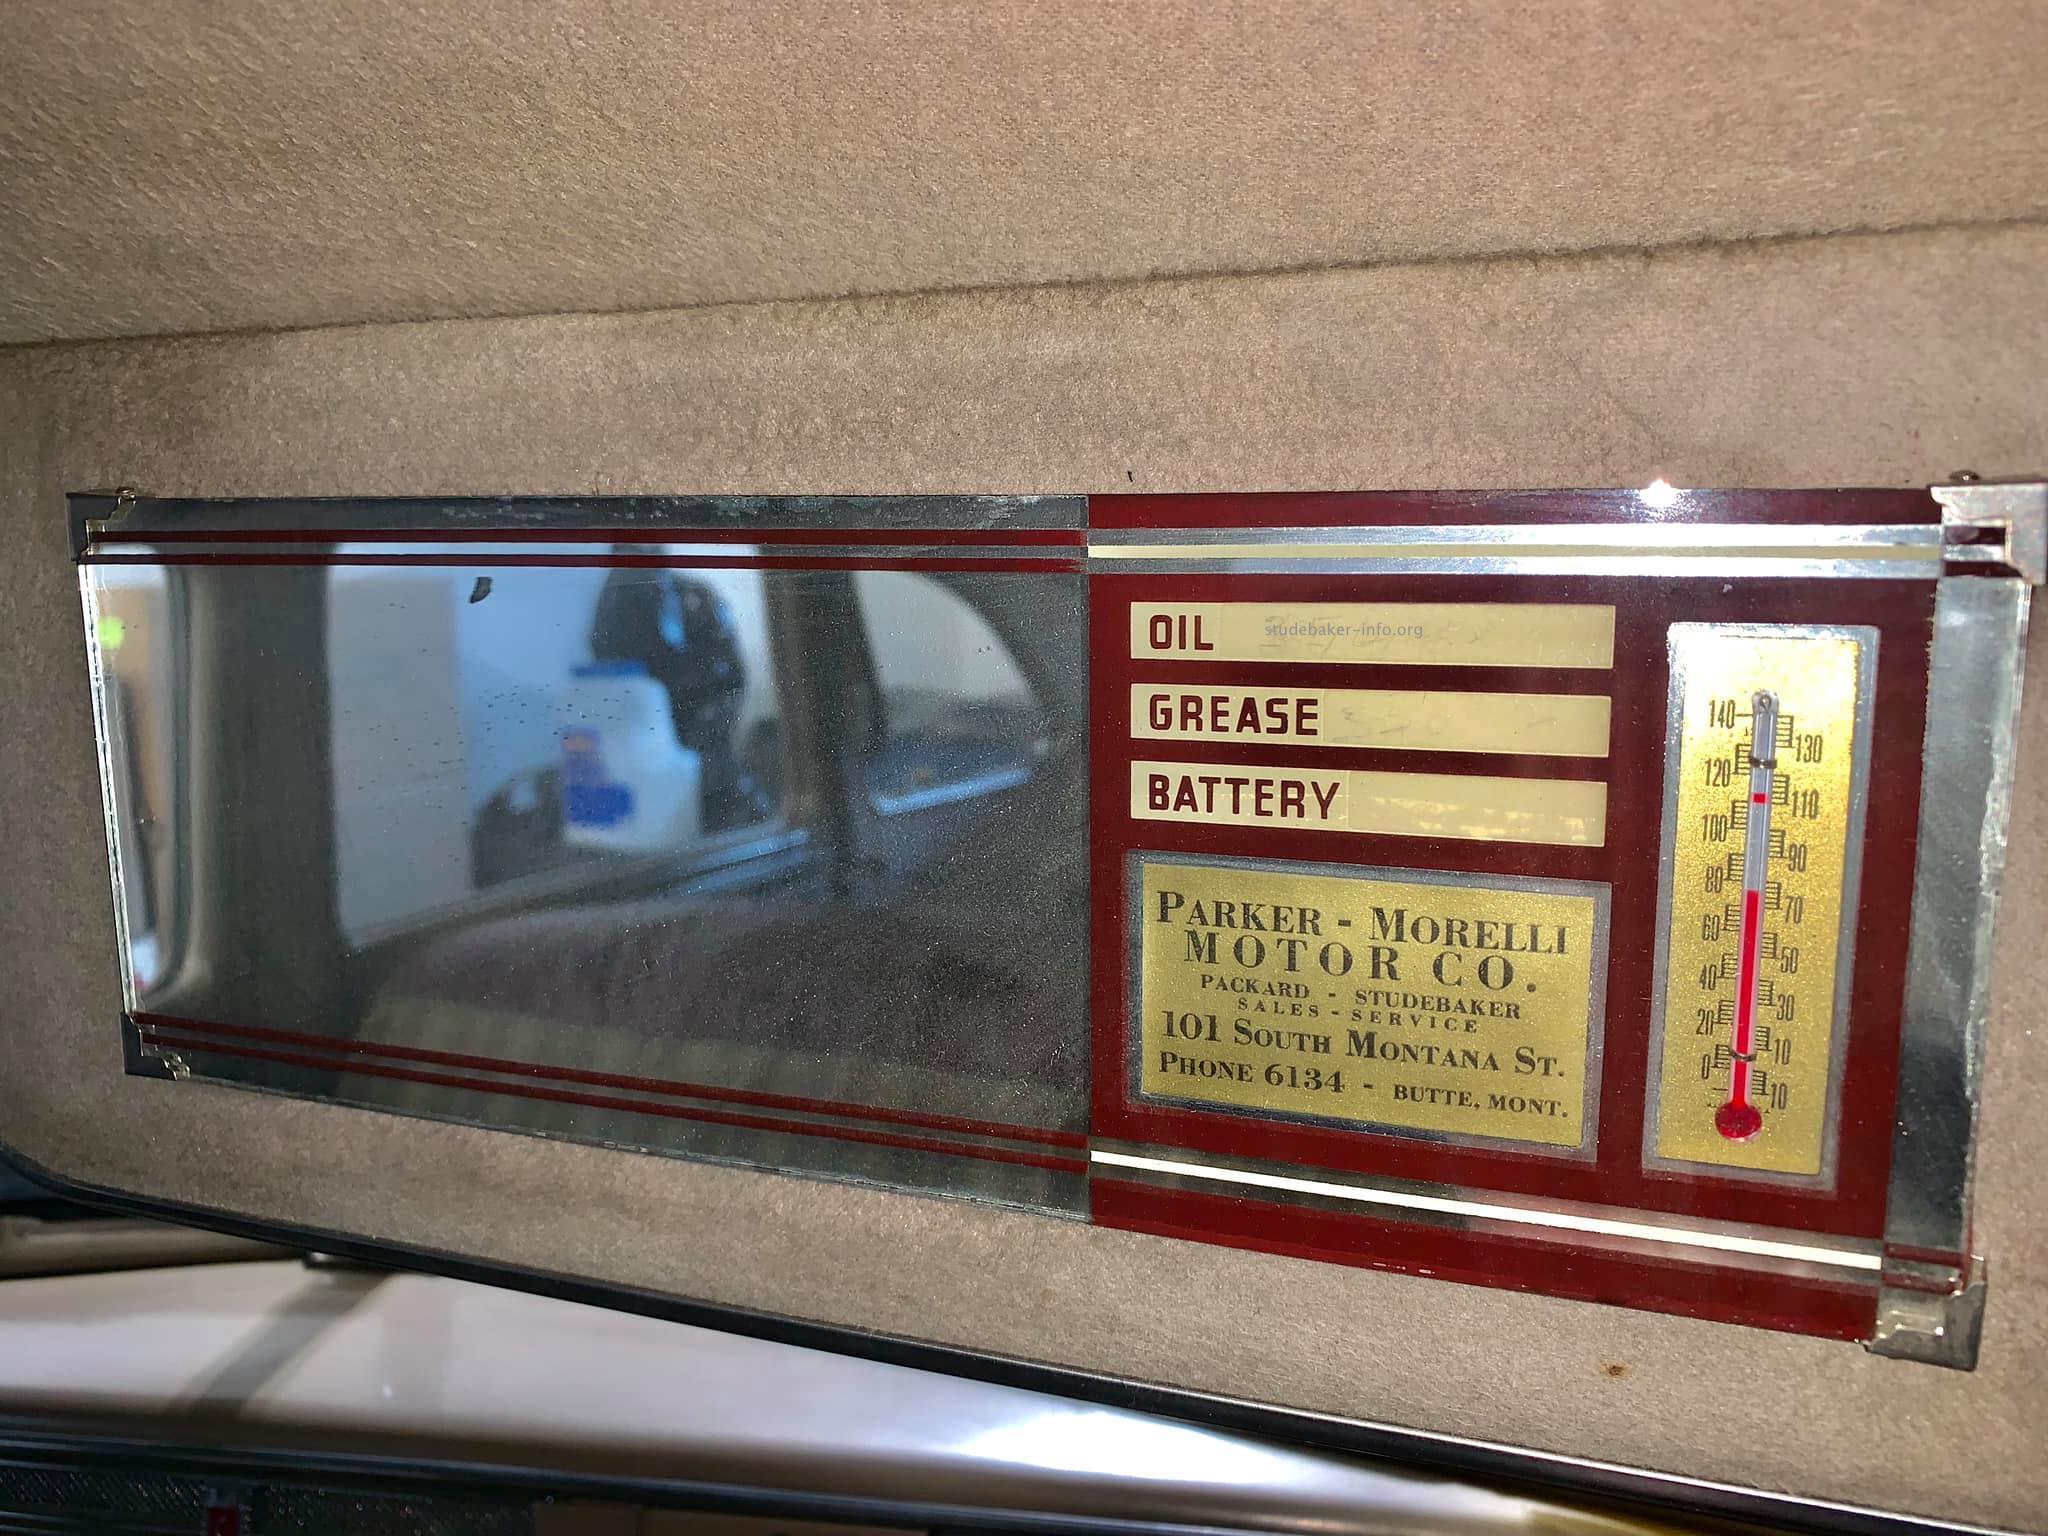 OIL
studebaker-info.org
GREASE
BATTERY
PARKER - MORELLI
MOTOR CO.
PACKARD - STUDEBAKER
SALES - SERVICE
101 SOUTH MONTANA ST.
PHONE 6134 - BUTTE, MONT.
140
130
120
110
100
90
80
70
60
50
40
30
20
10
0
10